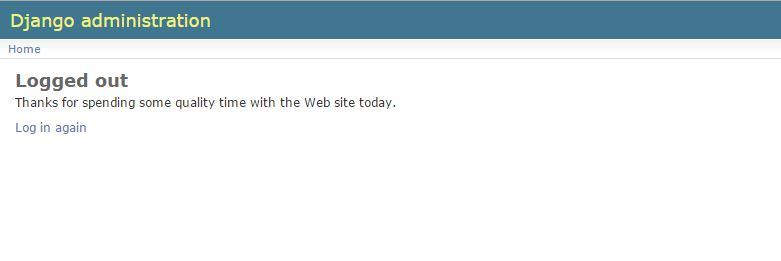 Django administration
Home
Logged out
Thanks for spending some quality time with the Web site today.
Log in again